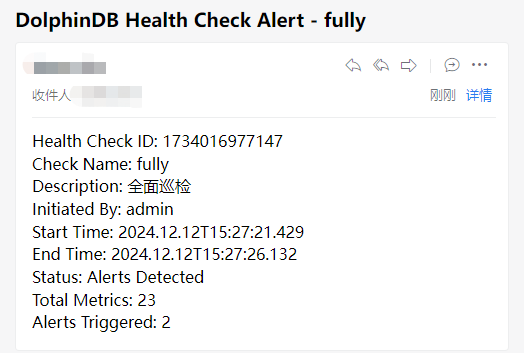 DolphinDB Health Check Alert - fully
收件人
刚刚 详情
Health Check ID: 1734016977147
Check Name: fully
Description: 全面巡检
Initiated By: admin
Start Time: 2024.12.12T15:27:21.429
End Time: 2024.12.12T15:27:26.132
Status: Alerts Detected
Total Metrics: 23
Alerts Triggered: 2